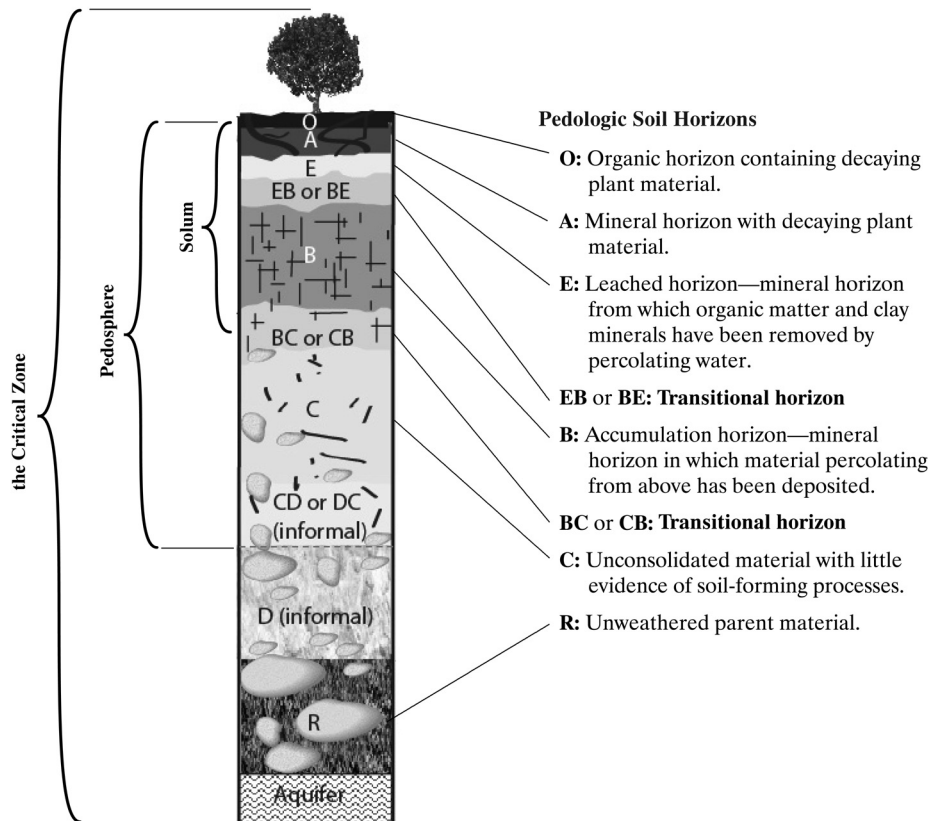 the Critical Zone
Pedosphere
Solum
O
A
E
EB or BE
B
BC or CB
C
CD or DC
(informal)
D (informal)
R
Aquifer
Pedologic Soil Horizons
O: Organic horizon containing decaying
plant material.
A: Mineral horizon with decaying plant
material.
E: Leached horizon—mineral horizon
from which organic matter and clay
minerals have been removed by
percolating water.
EB or BE: Transitional horizon
B: Accumulation horizon—mineral
horizon in which material percolating
from above has been deposited.
BC or CB: Transitional horizon
C: Unconsolidated material with little
evidence of soil-forming processes.
R: Unweathered parent material.